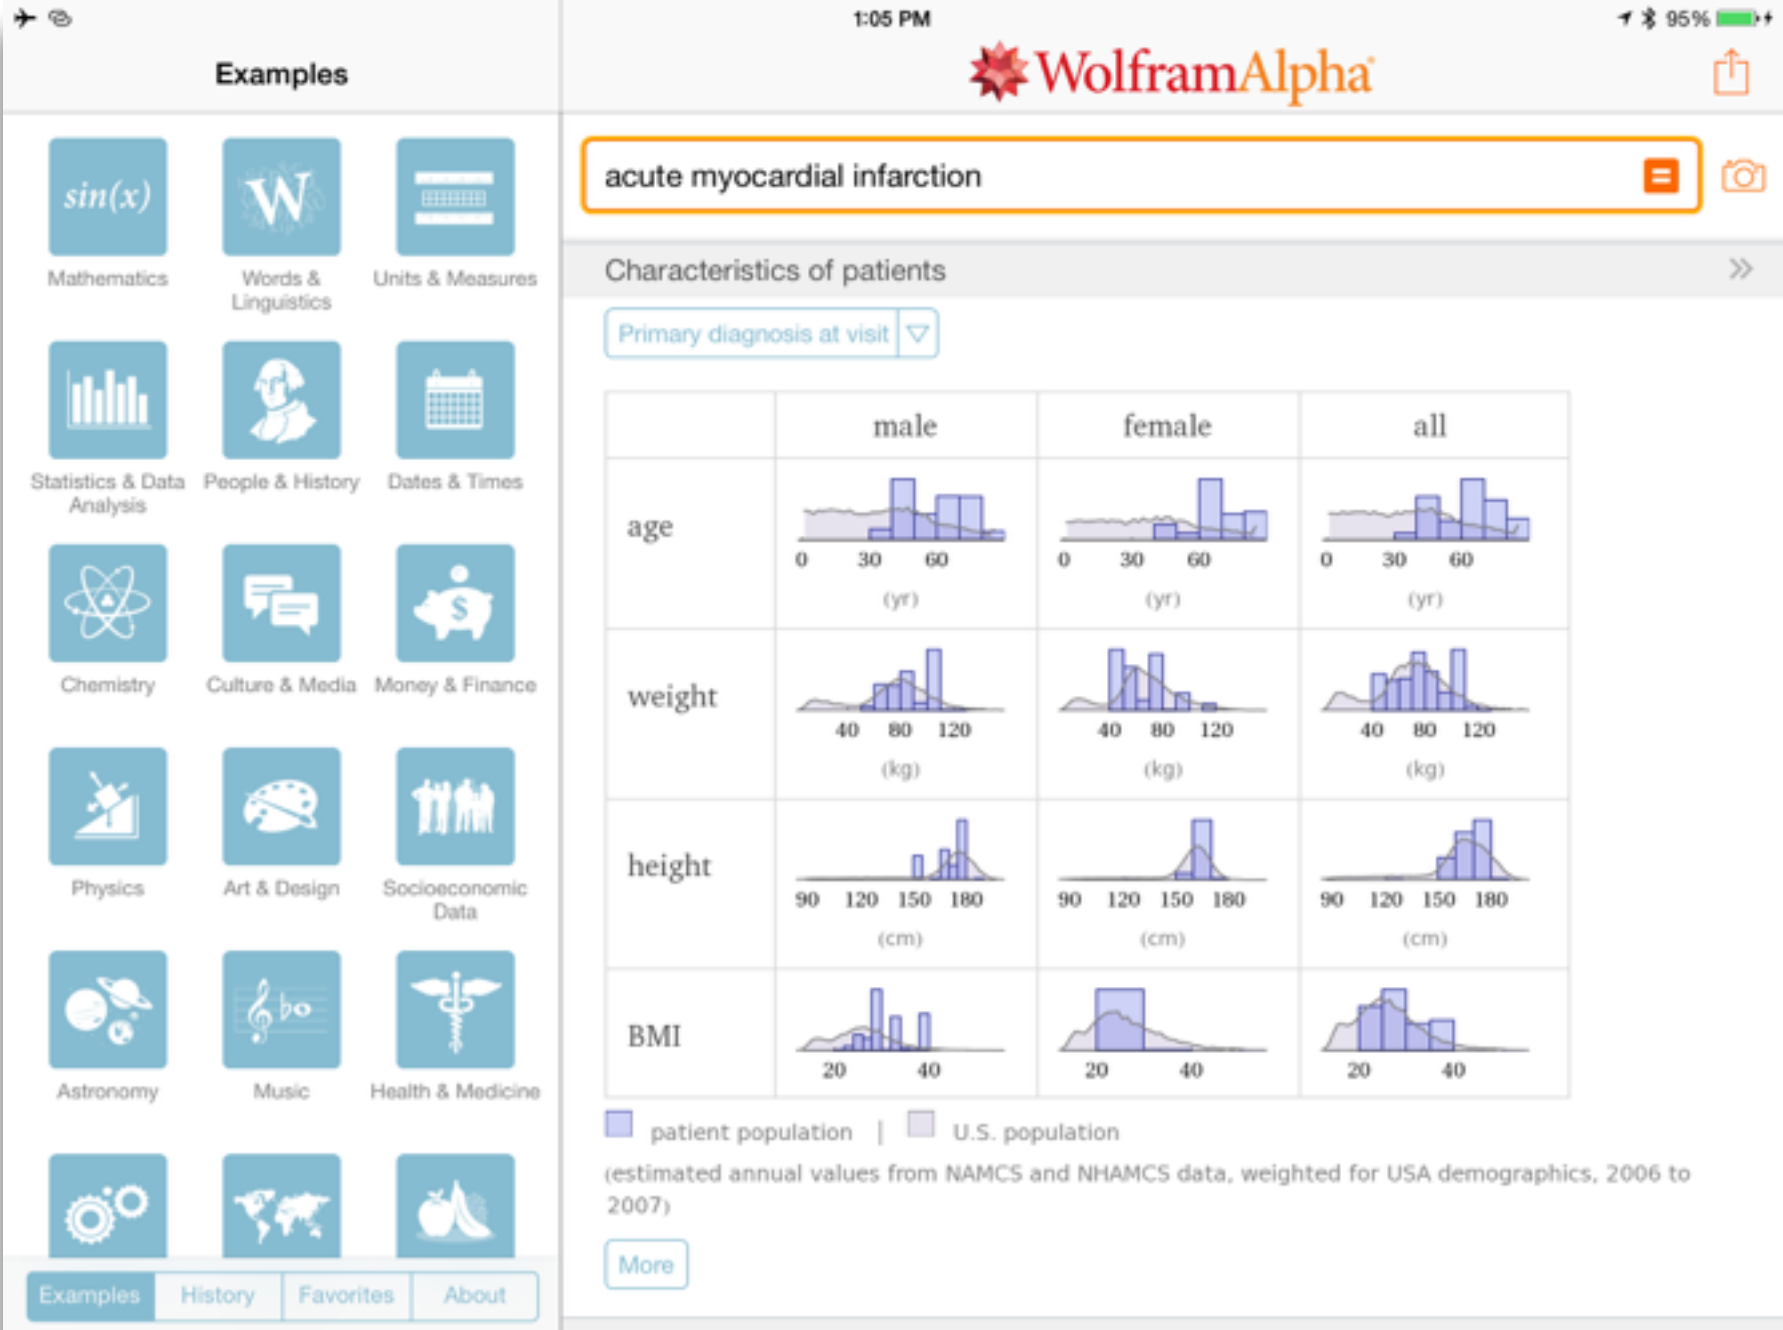 1:05 PM
95%
Examples
WolframAlpha
sin(x)
W
Mathematics
Words &
Linguistics
Units & Measures
Statistics & Data
Analysis
People & History
Dates & Times
$
Chemistry
Culture & Media
Money & Finance
Physics
Art & Design
Socioeconomic
Data
Astronomy
Music
Health & Medicine
Examples
History
Favorites
About
acute myocardial infarction
=
Characteristics of patients
Primary diagnosis at visit
male female all
age
0 30 60
(yr)
0 30 60
(yr)
0 30 60
(yr)
weight
40 80 120
(kg)
40 80 120
(kg)
40 80 120
(kg)
height
90 120 150 180
(cm)
90 120 150 180
(cm)
90 120 150 180
(cm)
BMI
20 40
20 40
20 40
patient population | U.S. population
(estimated annual values from NAMCS and NHAMCS data, weighted for USA demographics, 2006 to
2007)
More